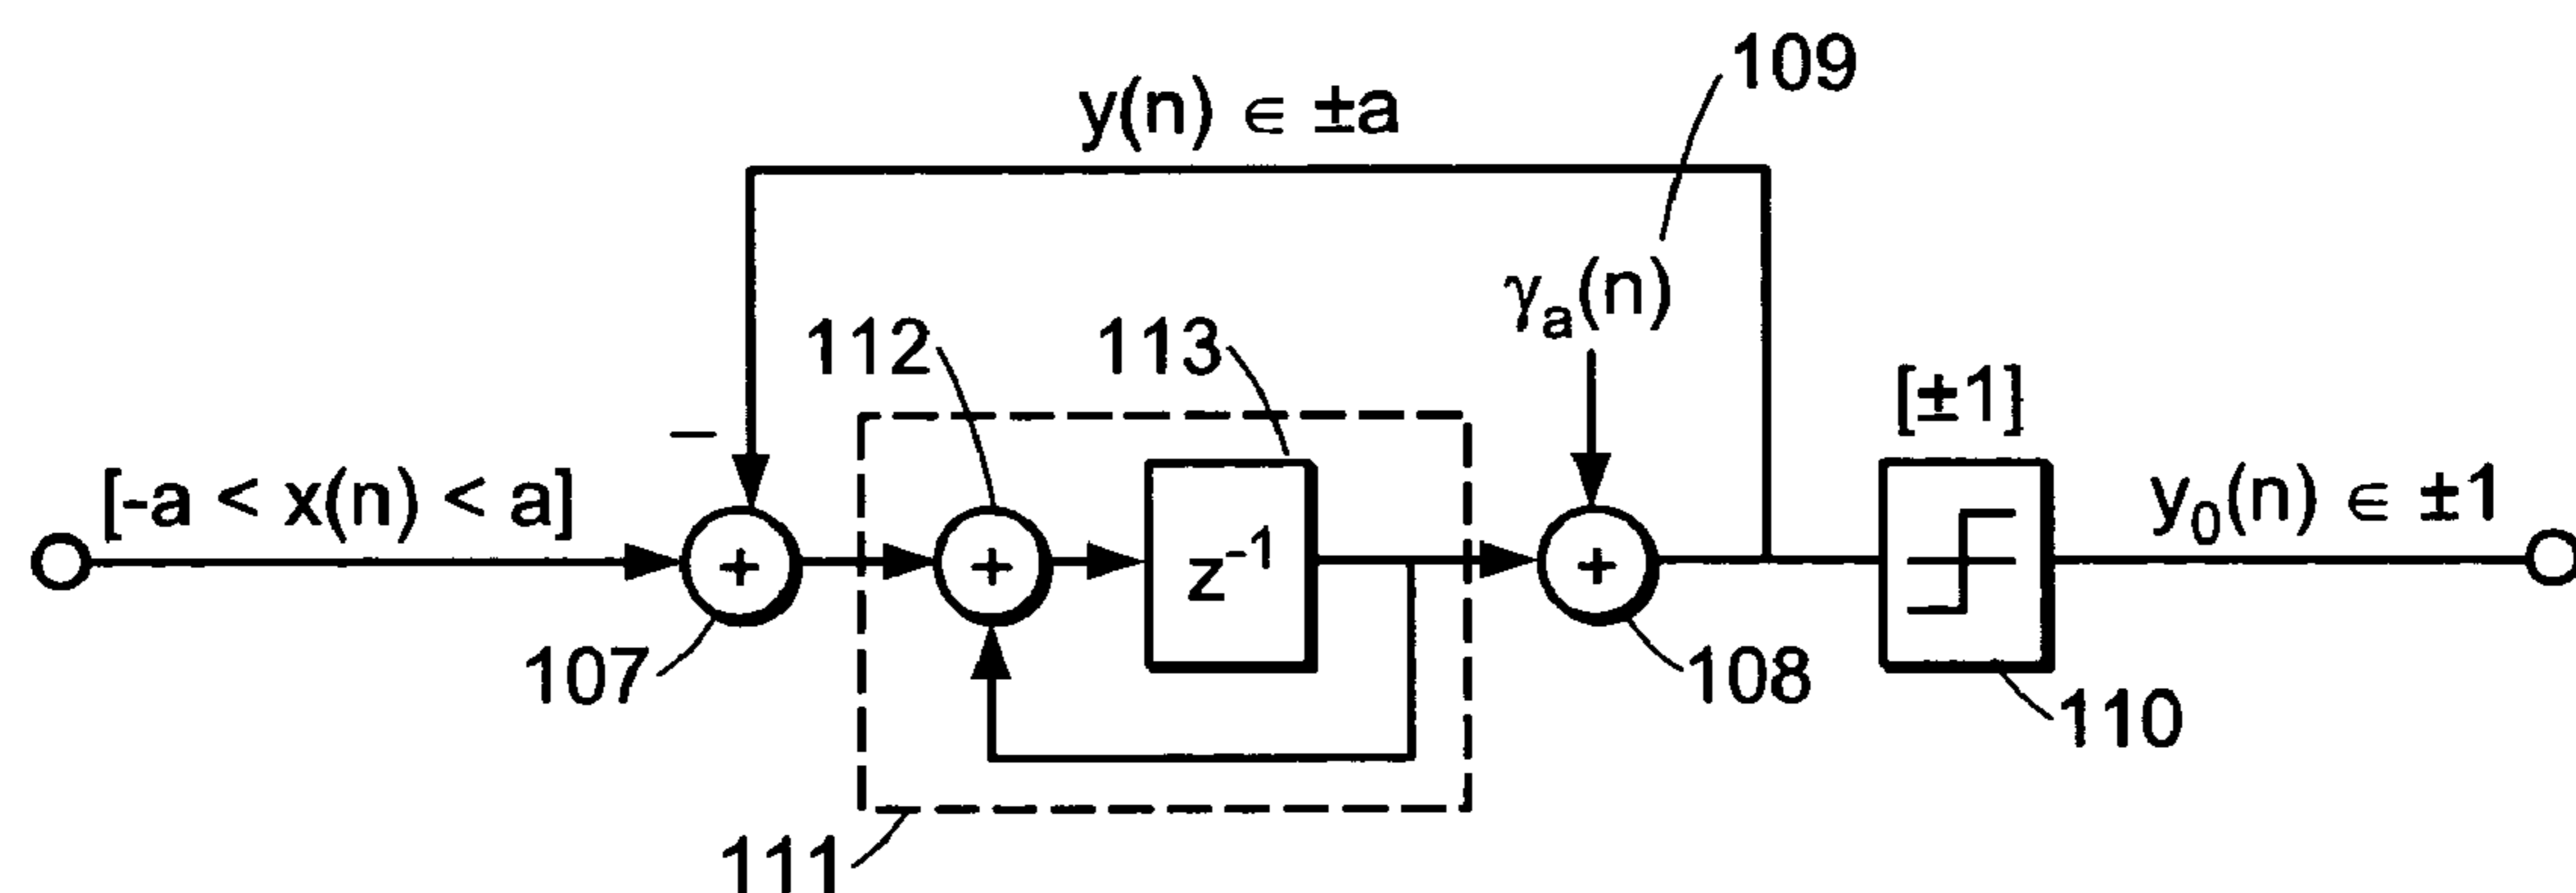 109
y(n) ∈ ±a
γₐ(n)
112
113
[±1]
−
[-a < x(n) < a]
+
+
z⁻¹
+
y₀(n) ∈ ±1
107
108
110
111